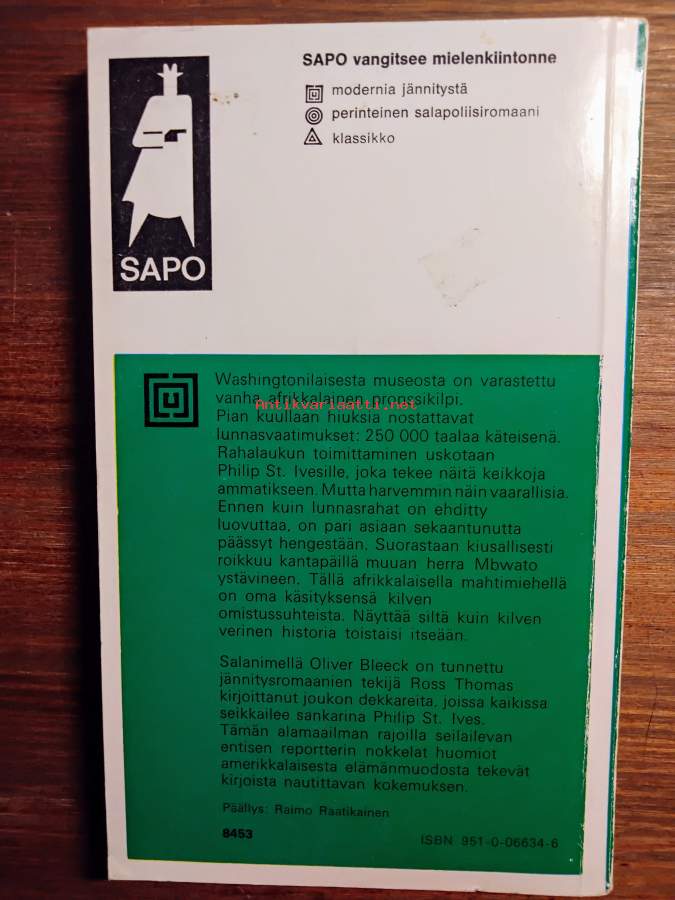 SAPO vangitsee mielenkiintonne
modernia jännitystä
perinteinen salapoliisiromaani
klassikko
SAPO
Washingtonilaisesta museosta on varastettu
vanha afrikkalainen pronssikilpi.
Antikvariaatti.net
Pian kuullaan hiuksia nostattavat
lunnasvaatimukset: 250 000 taalaa käteisenä.
Rahalaukun toimittaminen uskotaan
Philip St. Ivesille, joka tekee näitä keikkoja
ammatikseen. Mutta harvemmin näin vaarallisia.
Ennen kuin lunnasrahat on ehditty
luovuttaa, on pari asiaan sekaantunutta
päässyt hengestään. Suorastaan kiusallisesti
roikkuu kantapäillä muuan herra Mbwato
ystävineen. Tällä afrikkalaisella mahtimiehellä
on oma käsityksensä kilven
omistussuhteista. Näyttää siltä kuin kilven
verinen historia toistaisi itseään.
Salanimellä Oliver Bleeck on tunnettu
jännitysromaanien tekijä Ross Thomas
kirjoittanut joukon dekkareita, joissa kaikissa
seikkailee sankarina Philip St. Ives.
Tämän alamaailman rajoilla seilailevan
entisen reportterin nokkelat huomiot
amerikkalaisesta elämänmuodosta tekevät
kirjoista nautittavan kokemuksen.
Päällys: Raimo Raatikainen
8453
ISBN 951-0-06634-6